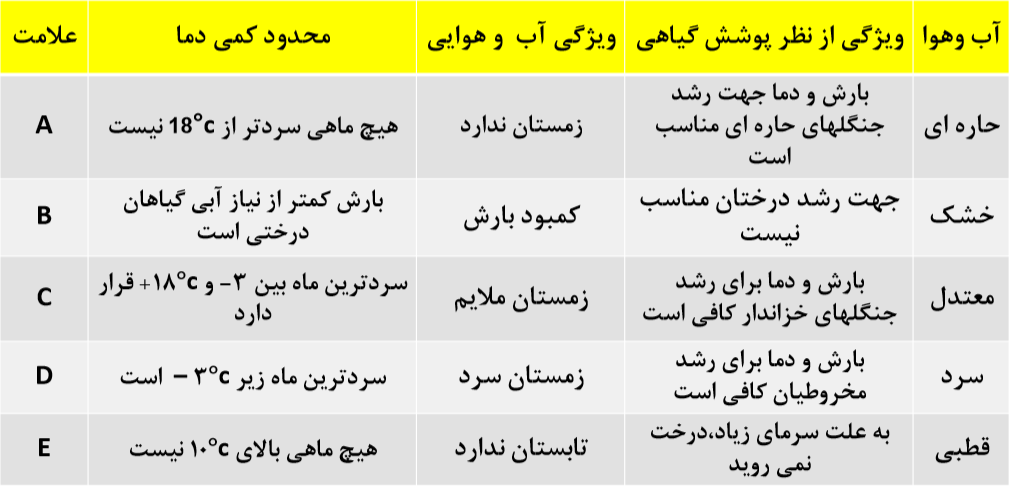 آب وهوا
ویژگی از نظر پوشش گیاهی
ویژگی آب و هوایی
محدود کمی دما
علامت
حاره ای
بارش و دما جهت رشد
جنگلهای حاره ای مناسب
است
زمستان ندارد
هیچ ماهی سردتر از 18°c نیست
A
خشک
جهت رشد درختان مناسب
نیست
کمبود بارش
بارش کمتر از نیاز آبی گیاهان
درختی است
B
معتدل
بارش و دما برای رشد
جنگلهای خزاندار کافی است
زمستان ملایم
سردترین ماه بین ۳- و ۱۸°c+ قرار
دارد
C
سرد
بارش و دما برای رشد
مخروطیان کافی است
زمستان سرد
سردترین ماه زیر ۳°c – است
D
قطبی
به علت سرمای زیاد،درخت
نمی روید
تابستان ندارد
هیچ ماهی بالای ۱۰°c نیست
E